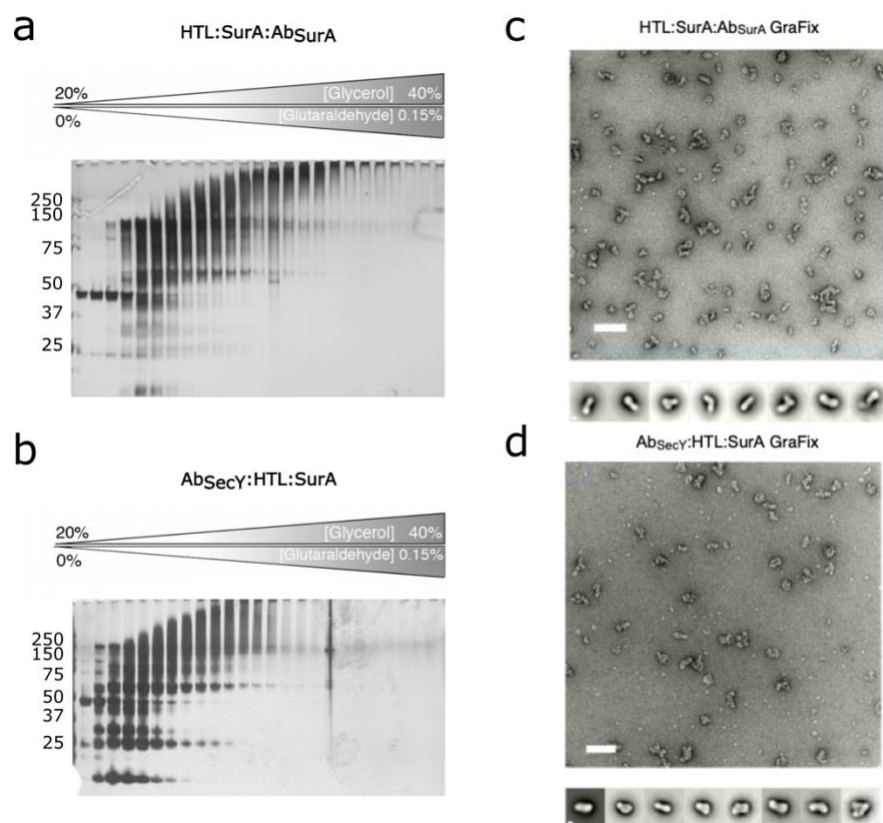 a
HTL:SurA:AbSurA
20%
[Glycerol] 40%
0%
[Glutaraldehyde] 0.15%
250
150
75
50
37
25
b
AbSecY:HTL:SurA
20%
[Glycerol] 40%
0%
[Glutaraldehyde] 0.15%
250
150
75
50
37
25
c
HTL:SurA:AbSurA GraFix
d
AbSecY:HTL:SurA GraFix